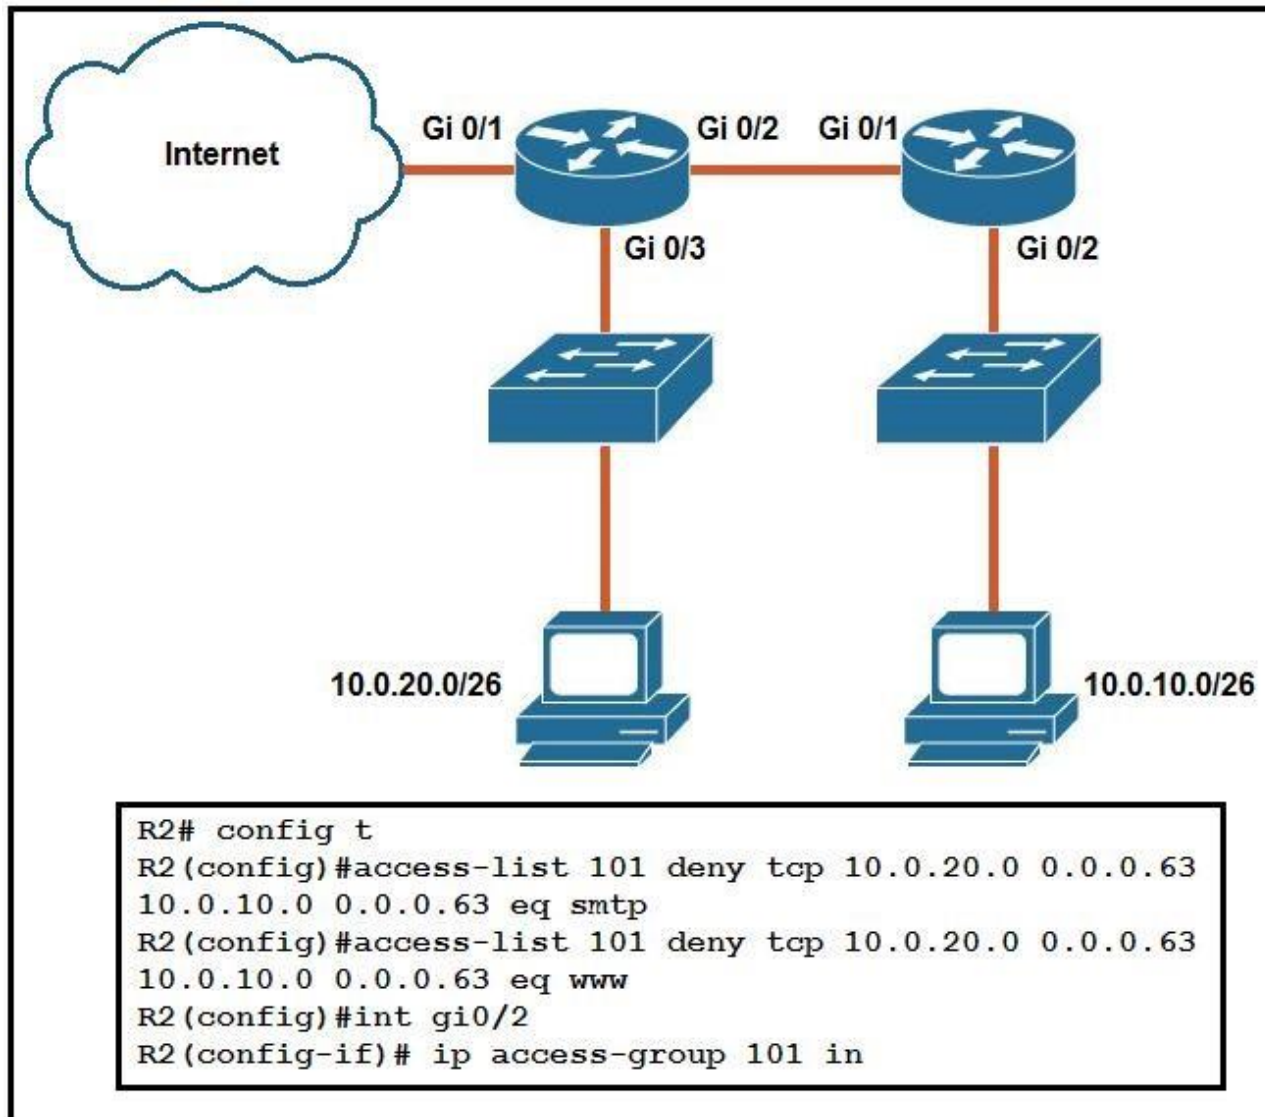 Internet
Gi 0/1
Gi 0/2
Gi 0/1
Gi 0/3
Gi 0/2
10.0.20.0/26
10.0.10.0/26
R2# config t
R2(config)#access-list 101 deny tcp 10.0.20.0 0.0.0.63
10.0.10.0 0.0.0.63 eq smtp
R2(config)#access-list 101 deny tcp 10.0.20.0 0.0.0.63
10.0.10.0 0.0.0.63 eq www
R2(config)#int gi0/2
R2(config-if)# ip access-group 101 in